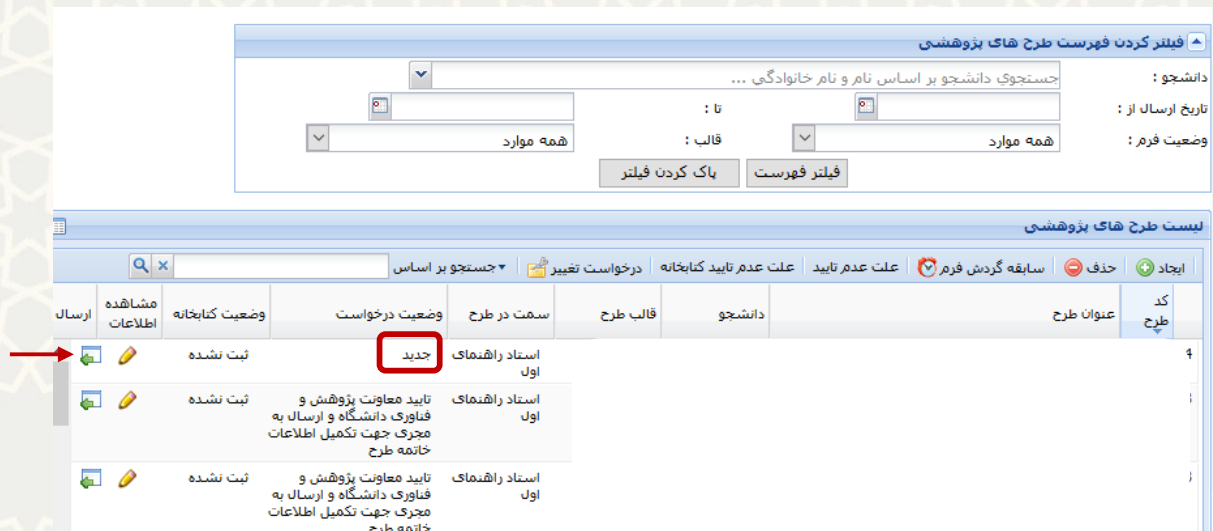 فیلتر کردن فهرست طرح های پژوهشی
دانشجو : جستجوي دانشجو بر اساس نام و نام خانوادگي ...
تاریخ ارسال از : تا :
وضعیت فرم : همه موارد قالب : همه موارد
فیلتر فهرست پاک کردن فیلتر
لیست طرح های پژوهشی
ایجاد حذف سابقه گردش فرم علت عدم تایید علت عدم تایید کتابخانه درخواست تغییر جستجو بر اساس
کد طرح عنوان طرح دانشجو قالب طرح سمت در طرح وضعیت درخواست وضعیت کتابخانه مشاهده اطلاعات ارسال
استاد راهنمای جدید ثبت نشده
اول
استاد راهنمای تایید معاونت پژوهش و ثبت نشده
اول فناوری دانشگاه و ارسال به
مجری جهت تکمیل اطلاعات
خاتمه طرح
استاد راهنمای تایید معاونت پژوهش و ثبت نشده
اول فناوری دانشگاه و ارسال به
مجری جهت تکمیل اطلاعات
خاتمه طرح